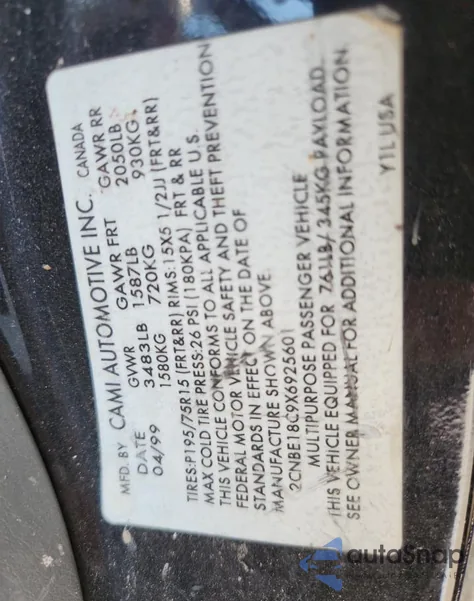 MFD. BY CAMI AUTOMOTIVE INC. CANADA
DATE GVWR GAWR FRT GAWR RR
04/99 3483LB 1587LB 2050LB
1580KG 720KG 930KG
TIRES:P195/75R15 (FRT&RR) RIMS:15X5 1/2JJ (FRT&RR)
MAX COLD TIRE PRESS:26 PSI (180KPA) FRT & RR
THIS VEHICLE CONFORMS TO ALL APPLICABLE U.S.
FEDERAL MOTOR VEHICLE SAFETY AND THEFT PREVENTION
STANDARDS IN EFFECT ON THE DATE OF
MANUFACTURE SHOWN ABOVE.
2CNBE18C9X6925601
MULTIPURPOSE PASSENGER VEHICLE
THIS VEHICLE EQUIPPED FOR 761LB/ 345KG PAYLOAD.
SEE OWNER MANUAL FOR ADDITIONAL INFORMATION.
Y1L USA
autoSnap